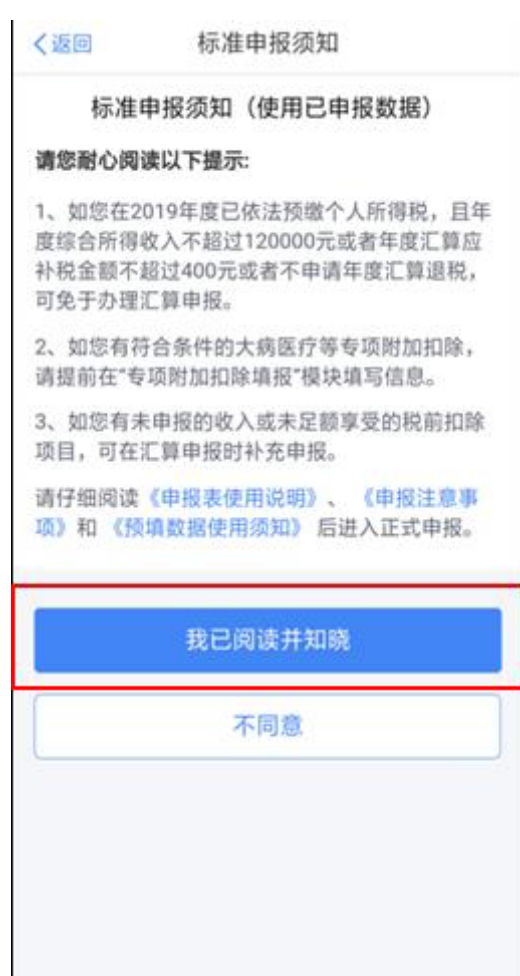 返回
标准申报须知
标准申报须知（使用已申报数据）
请您耐心阅读以下提示:
1、如您在2019年度已依法预缴个人所得税，且年
度综合所得收入不超过120000元或者年度汇算应
补税金额不超过400元或者不申请年度汇算退税，
可免于办理汇算申报。
2、如您有符合条件的大病医疗等专项附加扣除，
请提前在“专项附加扣除填报”模块填写信息。
3、如您有未申报的收入或未足额享受的税前扣除
项目，可在汇算申报时补充申报。
请仔细阅读《申报表使用说明》、《申报注意事
项》和《预填数据使用须知》后进入正式申报。
我已阅读并知晓
不同意